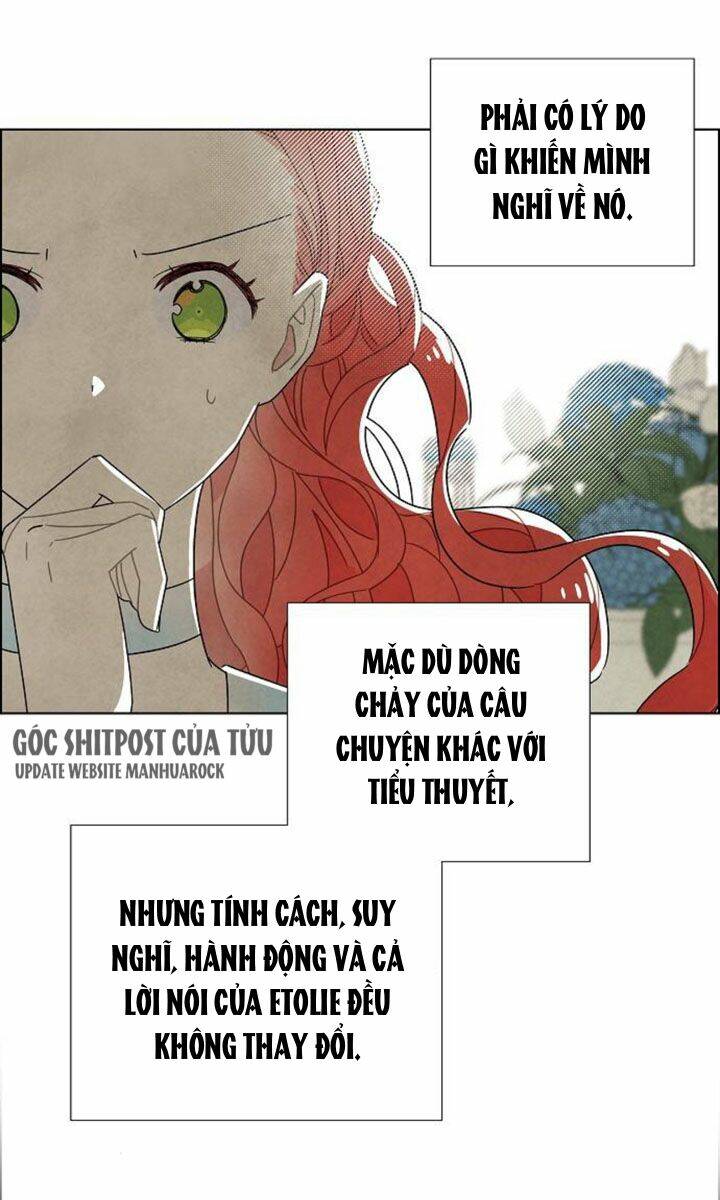 PHẢI CÓ LÝ DO
GÌ KHIẾN MÌNH
NGHĨ VỀ NÓ.
MẶC DÙ DÒNG
CHẢY CỦA CÂU
CHUYỆN KHÁC VỚI
TIỂU THUYẾT,
GÓC SHITPOST CỦA TỬU
UPDATE WEBSITE MANHUAROCK
NHƯNG TÍNH CÁCH, SUY
NGHĨ, HÀNH ĐỘNG VÀ CẢ
LỜI NÓI CỦA ETOLIE ĐỀU
KHÔNG THAY ĐỔI.